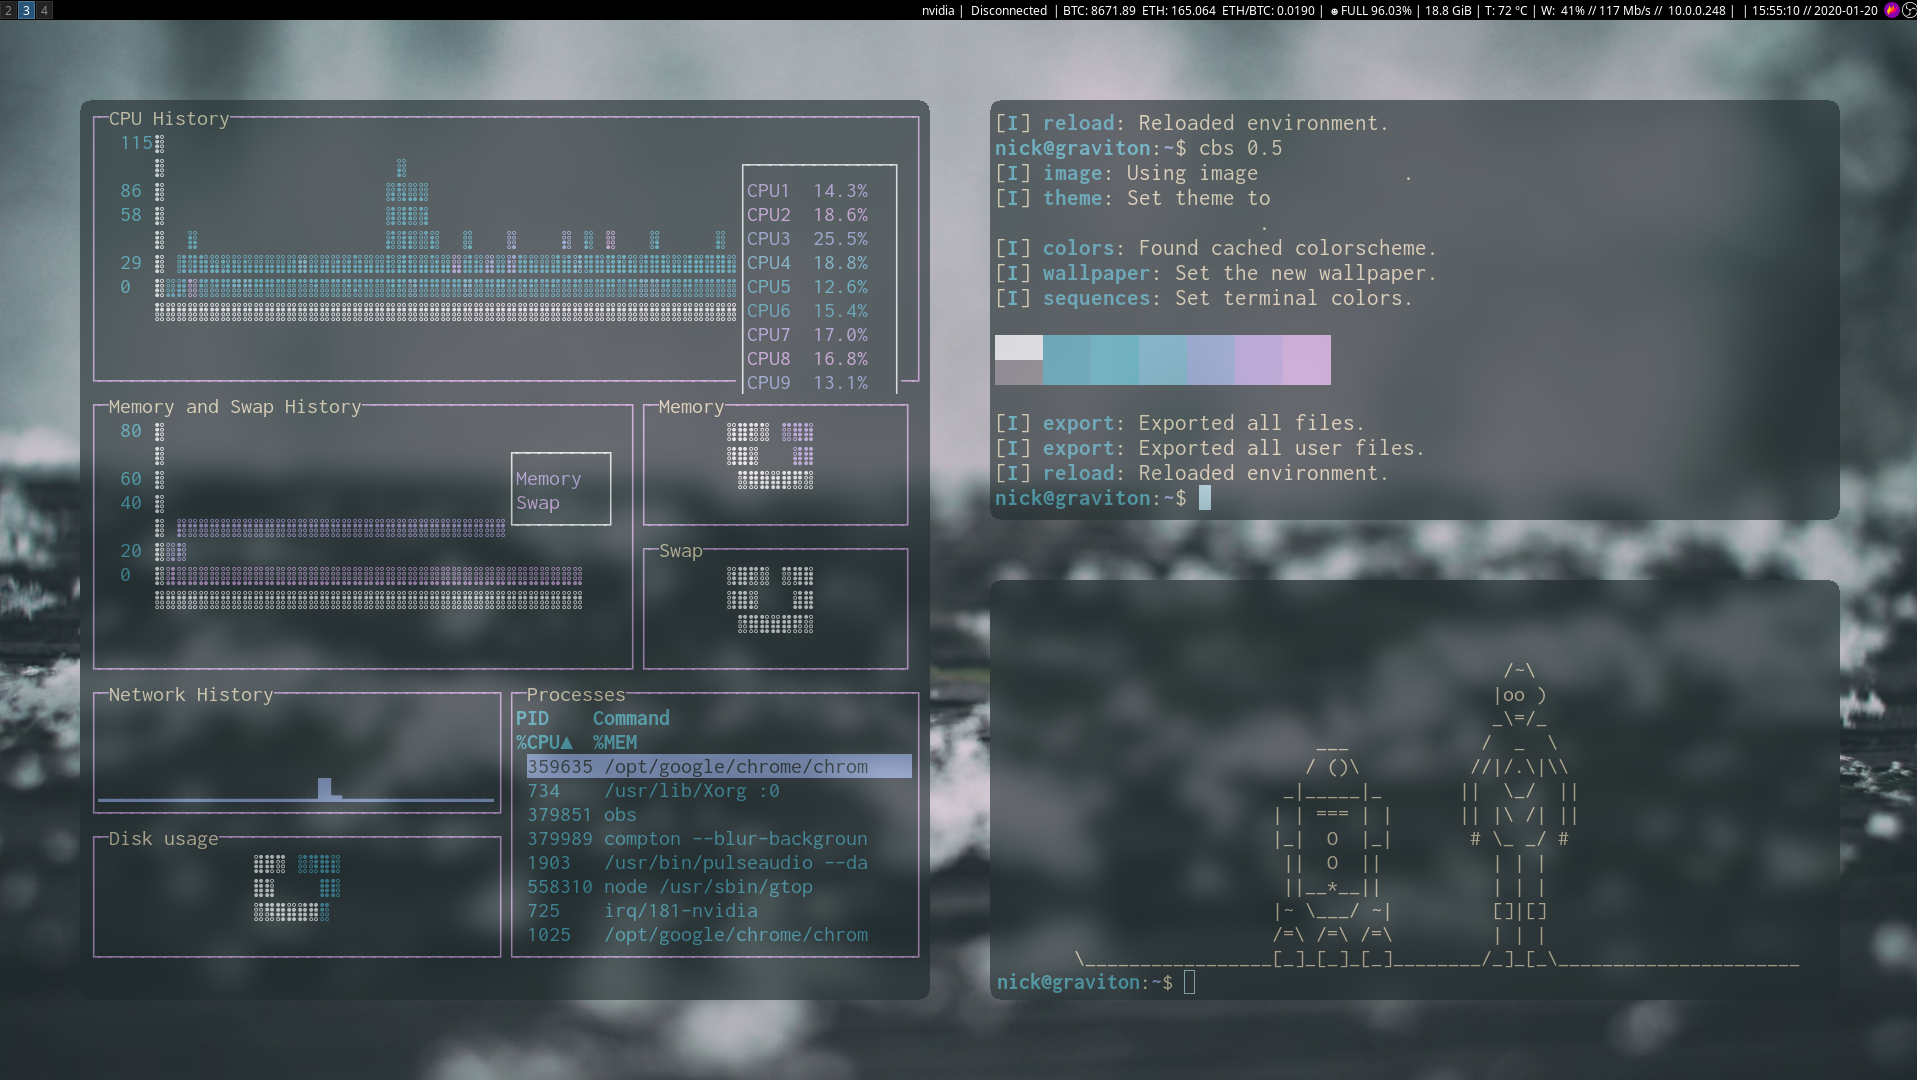 2 3 4
nvidia | Disconnected | BTC: 8671.89 ETH: 165.064 ETH/BTC: 0.0190 | FULL 96.03% | 18.8 GiB | T: 72 °C | W: 41% // 117 Mb/s // 10.0.0.248 | | 15:55:10 // 2020-01-20
CPU History
115
86
58
29
0
CPU1 14.3%
CPU2 18.6%
CPU3 25.5%
CPU4 18.8%
CPU5 12.6%
CPU6 15.4%
CPU7 17.0%
CPU8 16.8%
CPU9 13.1%
Memory and Swap History
80
60
40
20
0
Memory
Swap
Memory
Swap
Network History
Disk usage
Processes
PID Command
%CPU▲ %MEM
359635 /opt/google/chrome/chrom
734 /usr/lib/Xorg :0
379851 obs
379989 compton --blur-backgroun
1903 /usr/bin/pulseaudio --da
558310 node /usr/sbin/gtop
725 irq/181-nvidia
1025 /opt/google/chrome/chrom
[I] reload: Reloaded environment.
nick@graviton:~$ cbs 0.5
[I] image: Using image .
[I] theme: Set theme to
.
[I] colors: Found cached colorscheme.
[I] wallpaper: Set the new wallpaper.
[I] sequences: Set terminal colors.
[I] export: Exported all files.
[I] export: Exported all user files.
[I] reload: Reloaded environment.
nick@graviton:~$
nick@graviton:~$